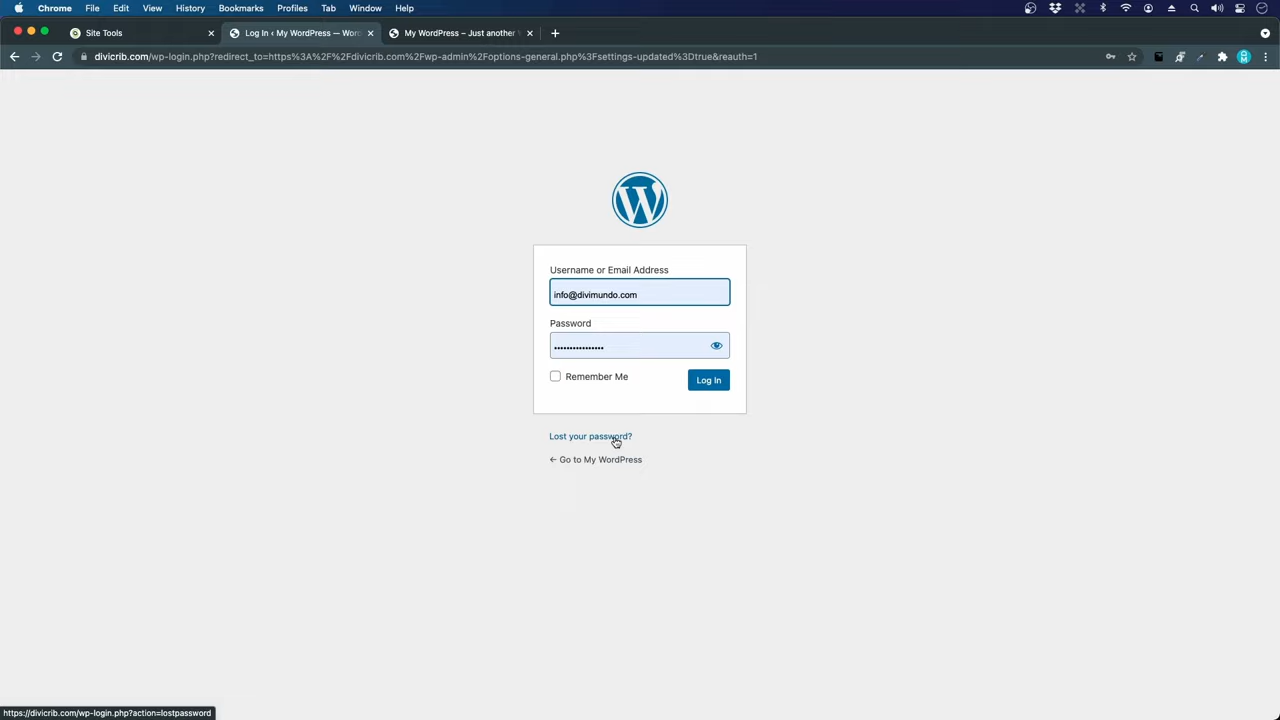 Chrome File Edit View History Bookmarks Profiles Tab Window Help
Site Tools
Log In ‹ My WordPress — Wor
My WordPress – Just another
divicrib.com/wp-login.php?redirect_to=https%3A%2F%2Fdivicrib.com%2Fwp-admin%2Foptions-general.php%3Fsettings-updated%3Dtrue&reauth=1
Username or Email Address
info@divimundo.com
Password
Remember Me
Log In
Lost your password?
← Go to My WordPress
https://divicrib.com/wp-login.php?action=lostpassword